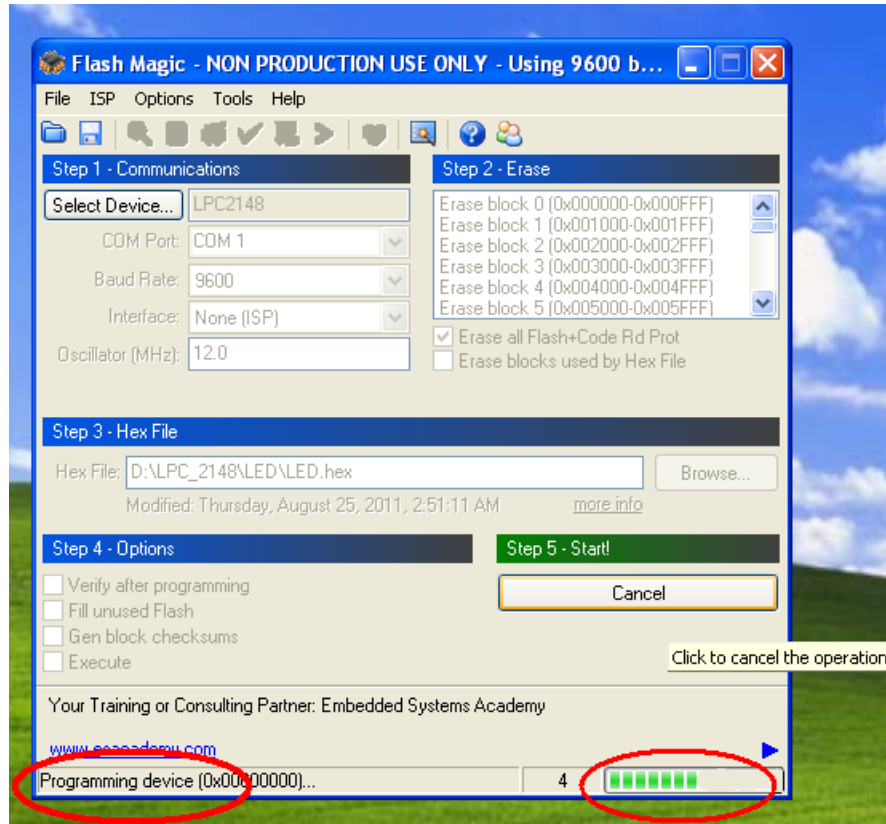 Flash Magic - NON PRODUCTION USE ONLY - Using 9600 b...
File ISP Options Tools Help
Step 1 - Communications
Select Device... LPC2148
COM Port: COM 1
Baud Rate: 9600
Interface: None (ISP)
Oscillator (MHz): 12.0
Step 2 - Erase
Erase block 0 (0x000000-0x000FFF)
Erase block 1 (0x001000-0x001FFF)
Erase block 2 (0x002000-0x002FFF)
Erase block 3 (0x003000-0x003FFF)
Erase block 4 (0x004000-0x004FFF)
Erase block 5 (0x005000-0x005FFF)
Erase all Flash+Code Rd Prot
Erase blocks used by Hex File
Step 3 - Hex File
Hex File: D:\LPC_2148\LED\LED.hex Browse...
Modified: Thursday, August 25, 2011, 2:51:11 AM more info
Step 4 - Options
Verify after programming
Fill unused Flash
Gen block checksums
Execute
Step 5 - Start!
Cancel
Click to cancel the operation
Your Training or Consulting Partner: Embedded Systems Academy
www.esacademy.com
Programming device (0x00000000)... 4